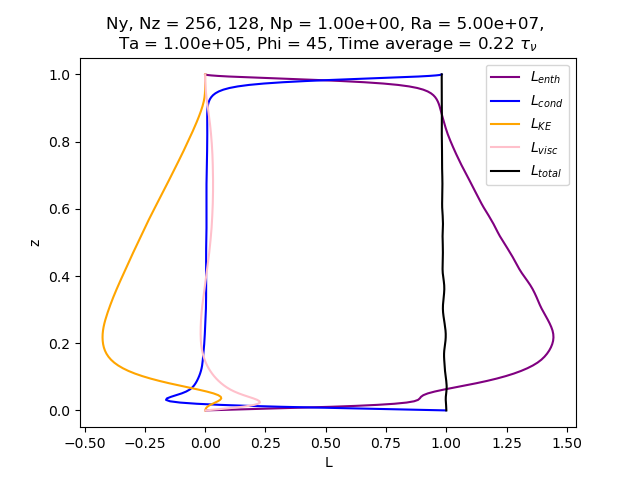 Ny, Nz = 256, 128, Np = 1.00e+00, Ra = 5.00e+07,
Ta = 1.00e+05, Phi = 45, Time average = 0.22 τ_ν
1.0
0.8
0.6
0.4
0.2
0.0
z
L_enth
L_cond
L_KE
L_visc
L_total
−0.50 −0.25 0.00 0.25 0.50 0.75 1.00 1.25 1.50
L